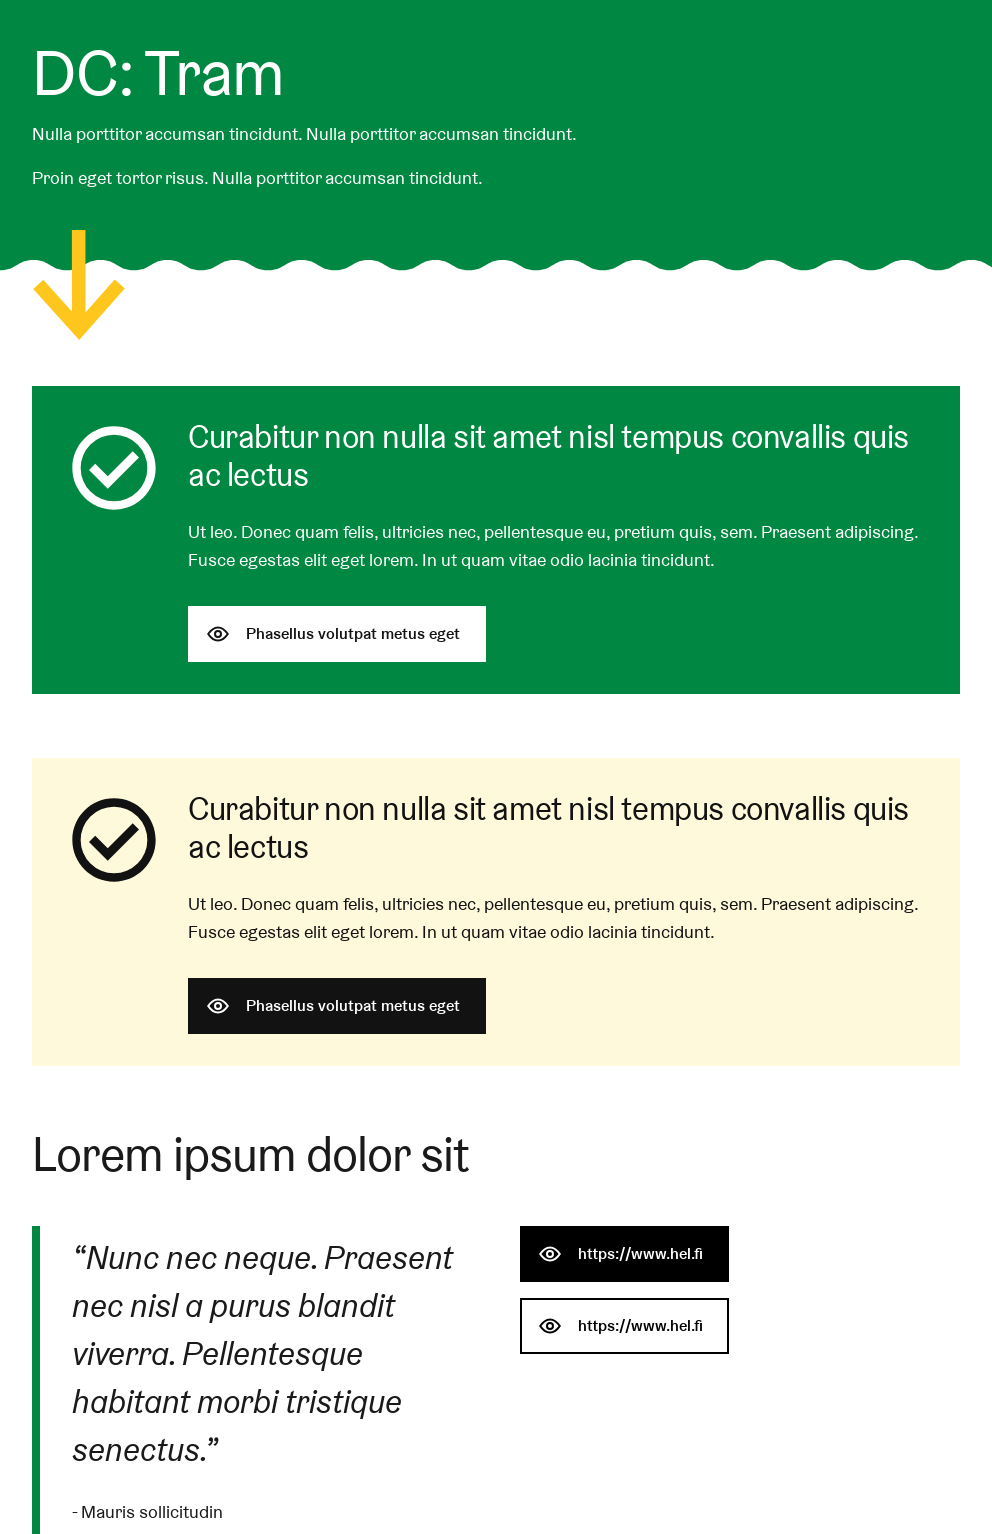 DC: Tram
Nulla porttitor accumsan tincidunt. Nulla porttitor accumsan tincidunt.
Proin eget tortor risus. Nulla porttitor accumsan tincidunt.
Curabitur non nulla sit amet nisl tempus convallis quis
ac lectus
Ut leo. Donec quam felis, ultricies nec, pellentesque eu, pretium quis, sem. Praesent adipiscing.
Fusce egestas elit eget lorem. In ut quam vitae odio lacinia tincidunt.
Phasellus volutpat metus eget
Curabitur non nulla sit amet nisl tempus convallis quis
ac lectus
Ut leo. Donec quam felis, ultricies nec, pellentesque eu, pretium quis, sem. Praesent adipiscing.
Fusce egestas elit eget lorem. In ut quam vitae odio lacinia tincidunt.
Phasellus volutpat metus eget
Lorem ipsum dolor sit
“Nunc nec neque. Praesent
nec nisl a purus blandit
viverra. Pellentesque
habitant morbi tristique
senectus.”
- Mauris sollicitudin
https://www.hel.fi
https://www.hel.fi